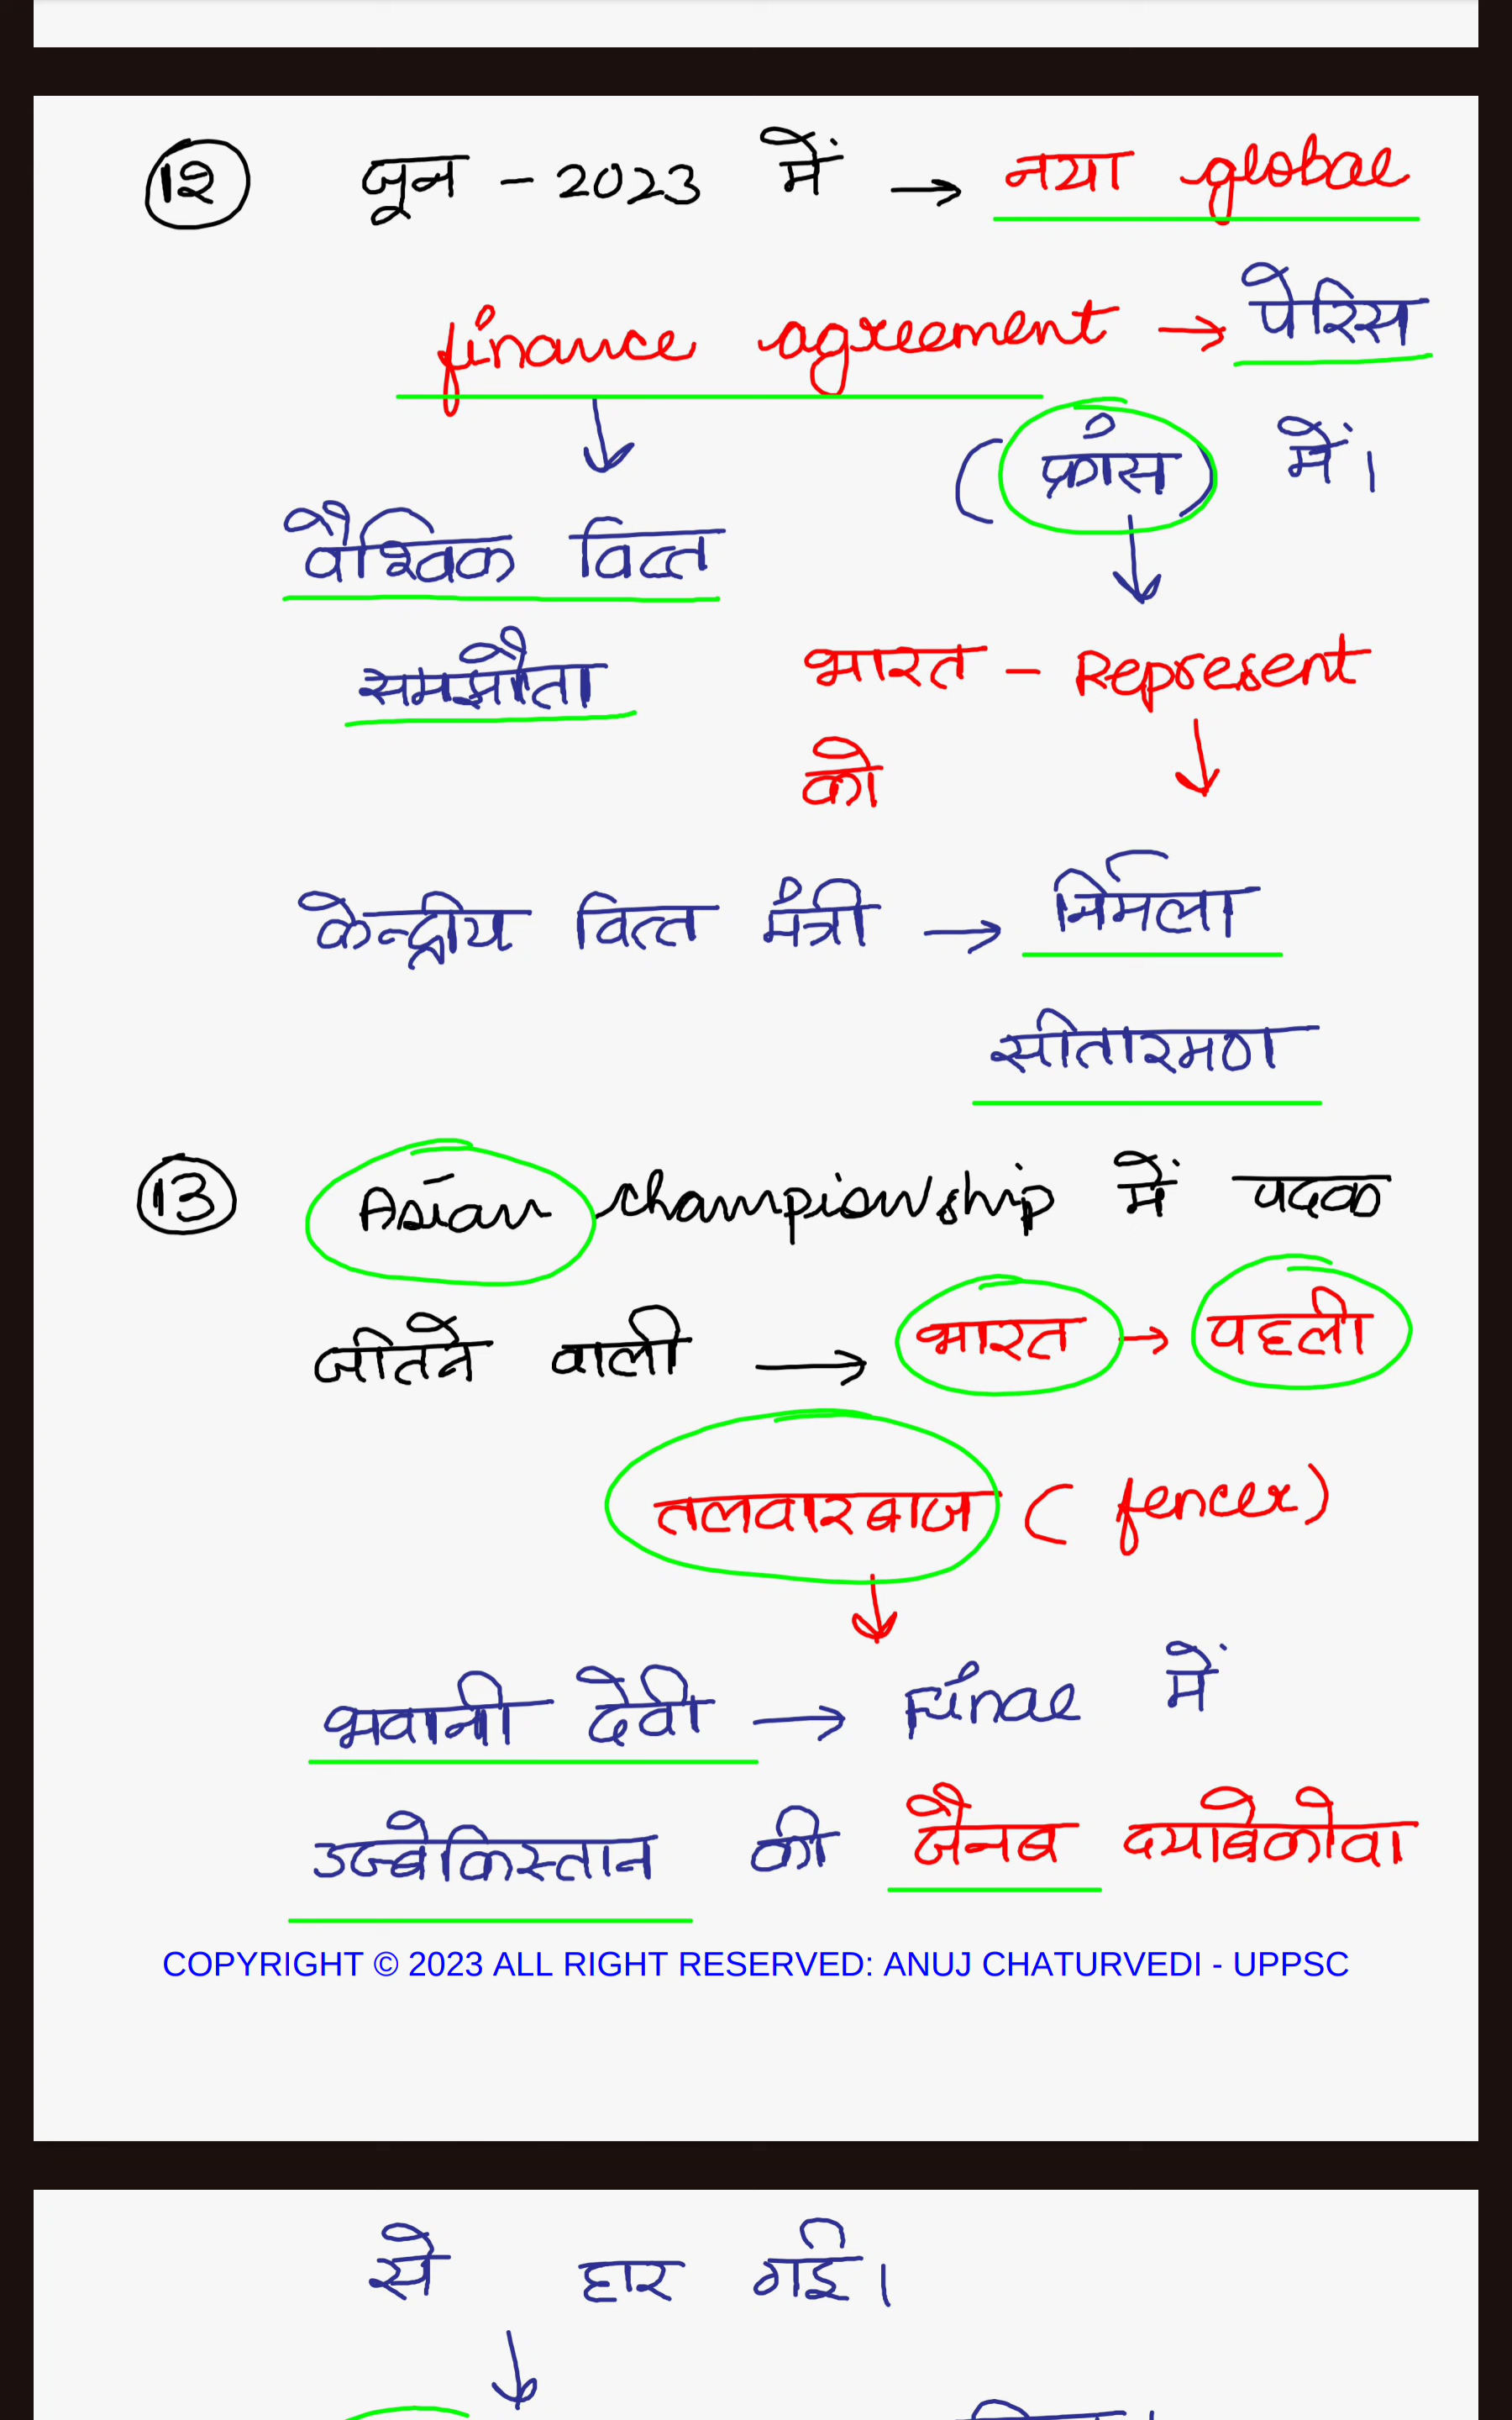 12 जून - 2023 में → नया global
finance agreement → पेरिस
(फ्रांस) में।
वैश्विक वित्त
समझौता
भारत - Represent
को
केन्द्रीय वित्त मंत्री → निर्मला
सीतारमण
13 Asian championship में पदक
जीतने वाली → भारत → पहली
तलवारबाज (fencer)
भवानी देवी → Final में
उज्बेकिस्तान की जैनब दयाबेकोवा
COPYRIGHT © 2023 ALL RIGHT RESERVED: ANUJ CHATURVEDI - UPPSC
से हार गई।